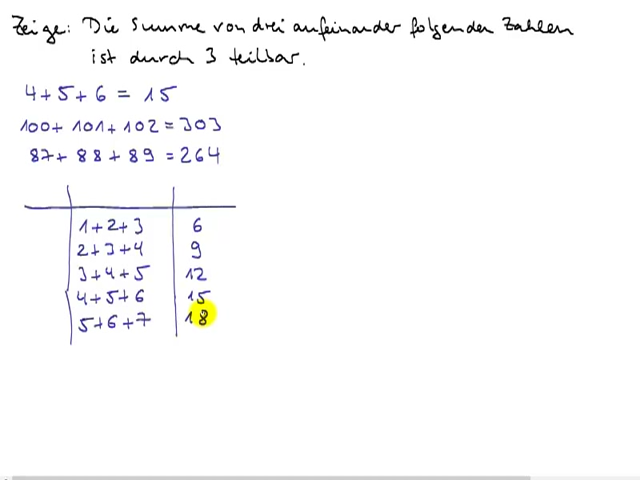 Zeige: Die Summe von drei aufeinander folgenden Zahlen
ist durch 3 teilbar.
4+5+6 = 15
100+101+102=303
87+88+89=264
1+2+3 6
2+3+4 9
3+4+5 12
4+5+6 15
5+6+7 18